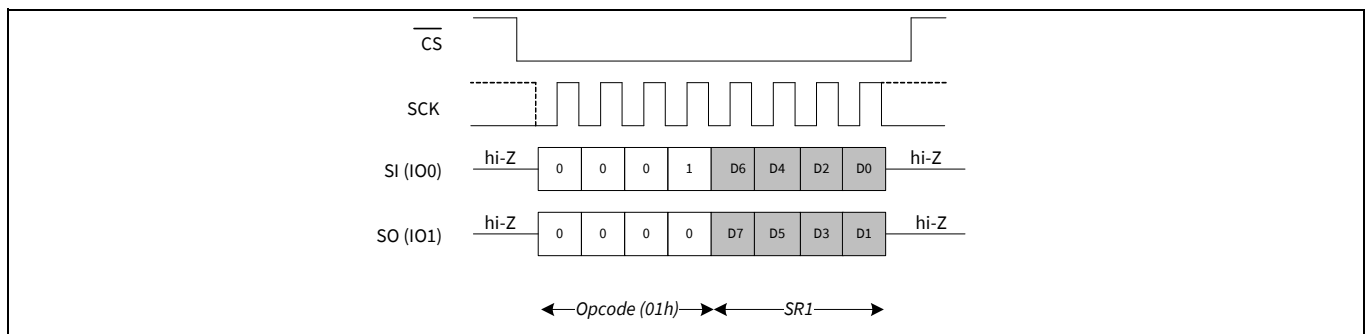 CS
SCK
SI (IO0) hi-Z 0 0 0 1 D6 D4 D2 D0 hi-Z
SO (IO1) hi-Z 0 0 0 0 D7 D5 D3 D1 hi-Z
Opcode (01h) SR1